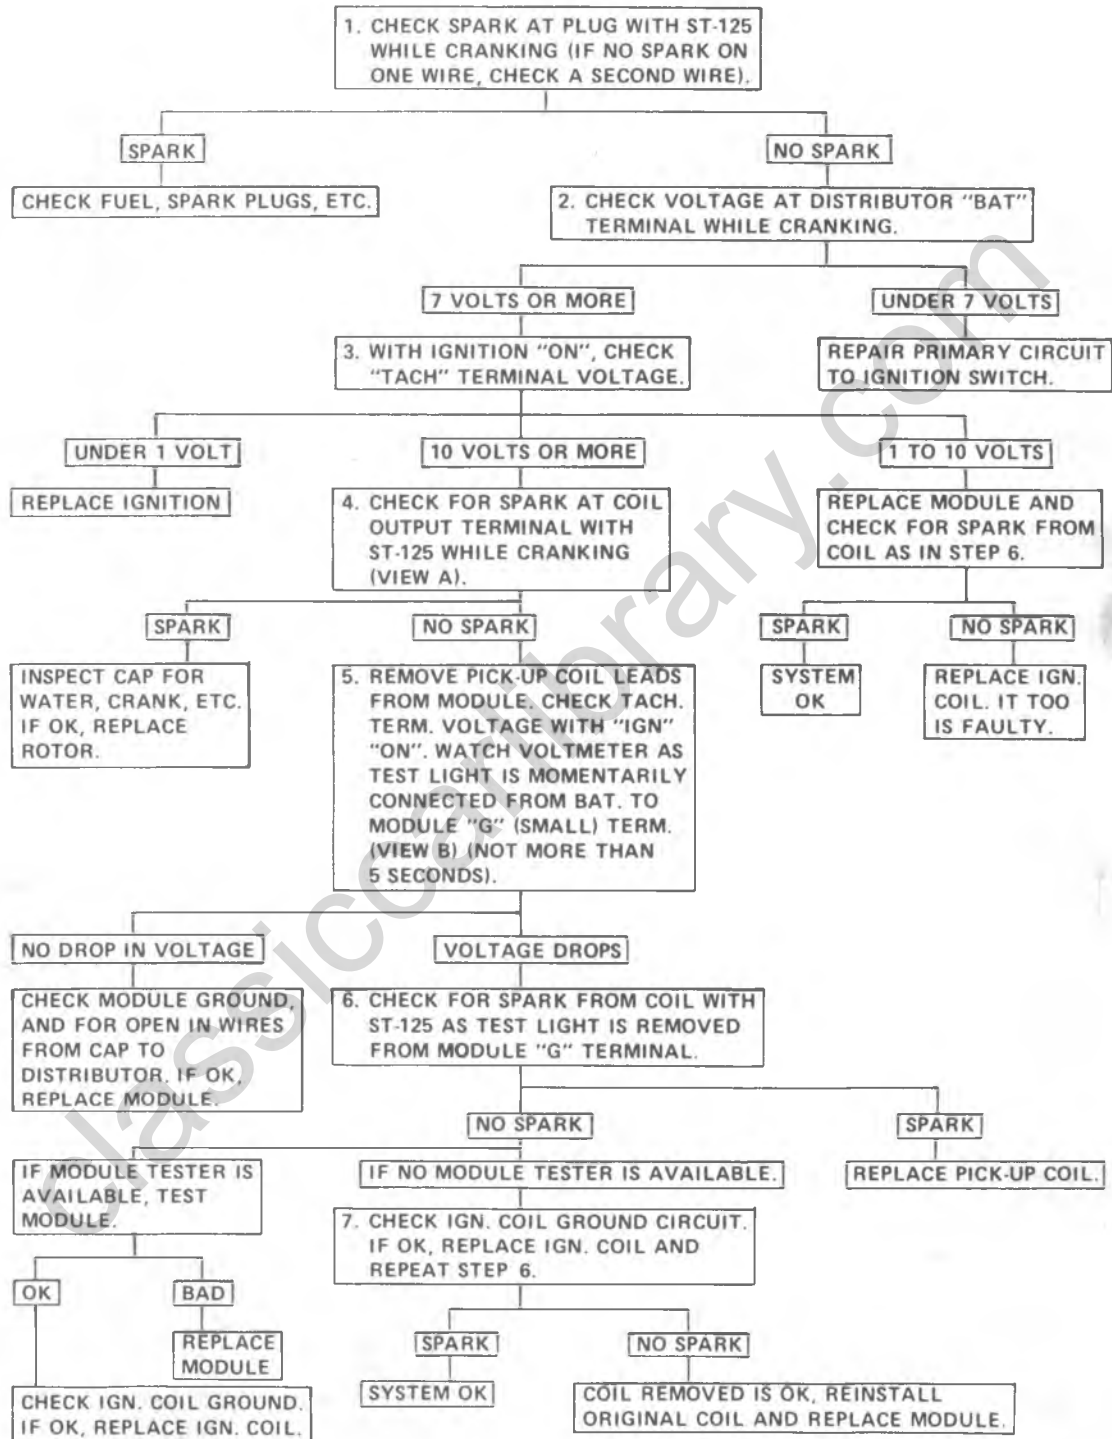 1. CHECK SPARK AT PLUG WITH ST-125
WHILE CRANKING (IF NO SPARK ON
ONE WIRE, CHECK A SECOND WIRE).
SPARK
NO SPARK
CHECK FUEL, SPARK PLUGS, ETC.
2. CHECK VOLTAGE AT DISTRIBUTOR "BAT"
TERMINAL WHILE CRANKING.
7 VOLTS OR MORE
UNDER 7 VOLTS
3. WITH IGNITION "ON", CHECK
"TACH" TERMINAL VOLTAGE.
REPAIR PRIMARY CIRCUIT
TO IGNITION SWITCH.
UNDER 1 VOLT
10 VOLTS OR MORE
1 TO 10 VOLTS
REPLACE IGNITION
4. CHECK FOR SPARK AT COIL
OUTPUT TERMINAL WITH
ST-125 WHILE CRANKING
(VIEW A).
REPLACE MODULE AND
CHECK FOR SPARK FROM
COIL AS IN STEP 6.
SPARK
NO SPARK
SPARK
NO SPARK
INSPECT CAP FOR
WATER, CRANK, ETC.
IF OK, REPLACE
ROTOR.
5. REMOVE PICK-UP COIL LEADS
FROM MODULE. CHECK TACH.
TERM. VOLTAGE WITH "IGN"
"ON". WATCH VOLTMETER AS
TEST LIGHT IS MOMENTARILY
CONNECTED FROM BAT. TO
MODULE "G" (SMALL) TERM.
(VIEW B) (NOT MORE THAN
5 SECONDS).
SYSTEM
OK
REPLACE IGN.
COIL. IT TOO
IS FAULTY.
NO DROP IN VOLTAGE
VOLTAGE DROPS
CHECK MODULE GROUND,
AND FOR OPEN IN WIRES
FROM CAP TO
DISTRIBUTOR. IF OK,
REPLACE MODULE.
6. CHECK FOR SPARK FROM COIL WITH
ST-125 AS TEST LIGHT IS REMOVED
FROM MODULE "G" TERMINAL.
NO SPARK
SPARK
IF MODULE TESTER IS
AVAILABLE, TEST
MODULE.
IF NO MODULE TESTER IS AVAILABLE.
REPLACE PICK-UP COIL.
7. CHECK IGN. COIL GROUND CIRCUIT.
IF OK, REPLACE IGN. COIL AND
REPEAT STEP 6.
OK
BAD
REPLACE
MODULE
SPARK
NO SPARK
CHECK IGN. COIL GROUND.
IF OK, REPLACE IGN. COIL.
SYSTEM OK
COIL REMOVED IS OK, REINSTALL
ORIGINAL COIL AND REPLACE MODULE.
classiccarlibrary.com